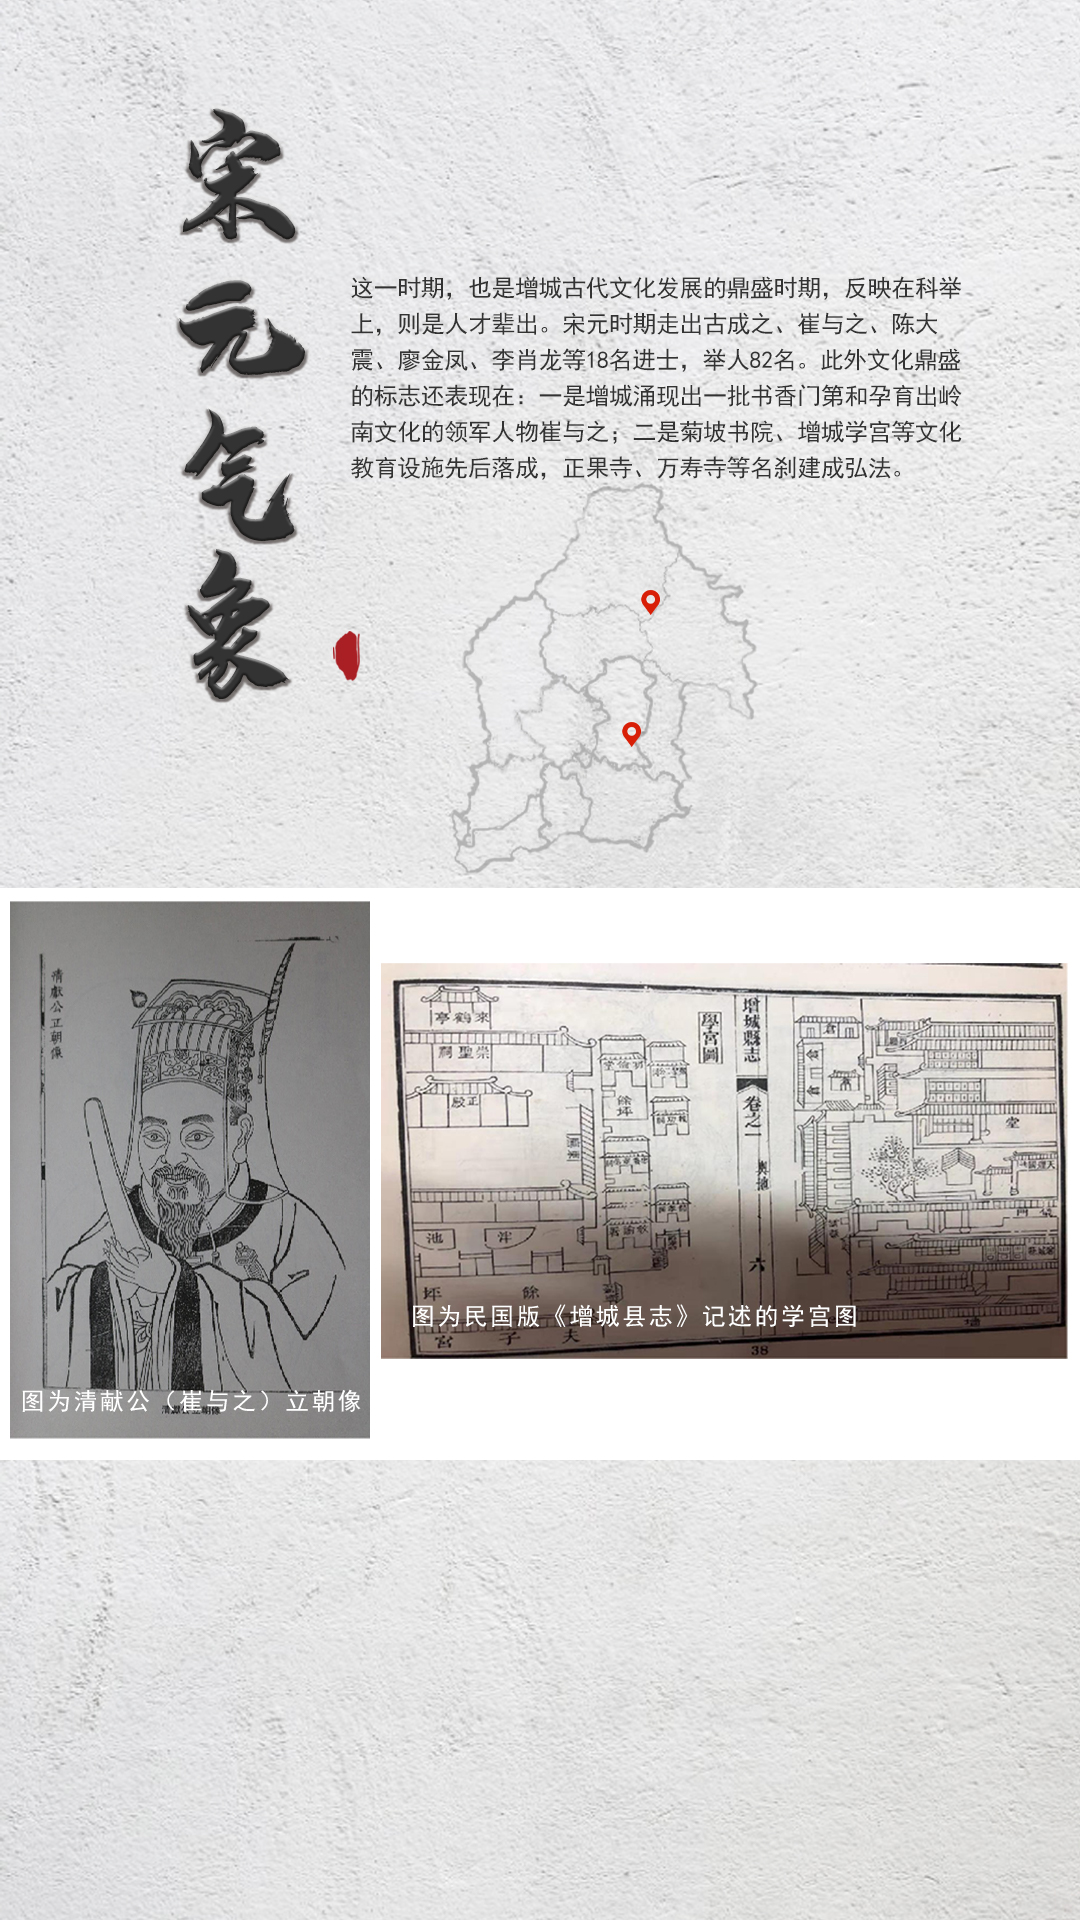 宋元气象
这一时期，也是增城古代文化发展的鼎盛时期，反映在科举
上，则是人才辈出。宋元时期走出古成之、崔与之、陈大
震、廖金凤、李肖龙等18名进士，举人82名。此外文化鼎盛
的标志还表现在：一是增城涌现出一批书香门第和孕育出岭
南文化的领军人物崔与之；二是菊坡书院、增城学宫等文化
教育设施先后落成，正果寺、万寿寺等名刹建成弘法。
清獻公立朝像
图为清献公（崔与之）立朝像
亭鶴來
祠聖崇
殿正
學宮圖
餘坪
池
泮
坪
餘
宮
子
夫
增城縣志
卷之一
輿地
六
倉
堂
38
图为民国版《增城县志》记述的学宫图